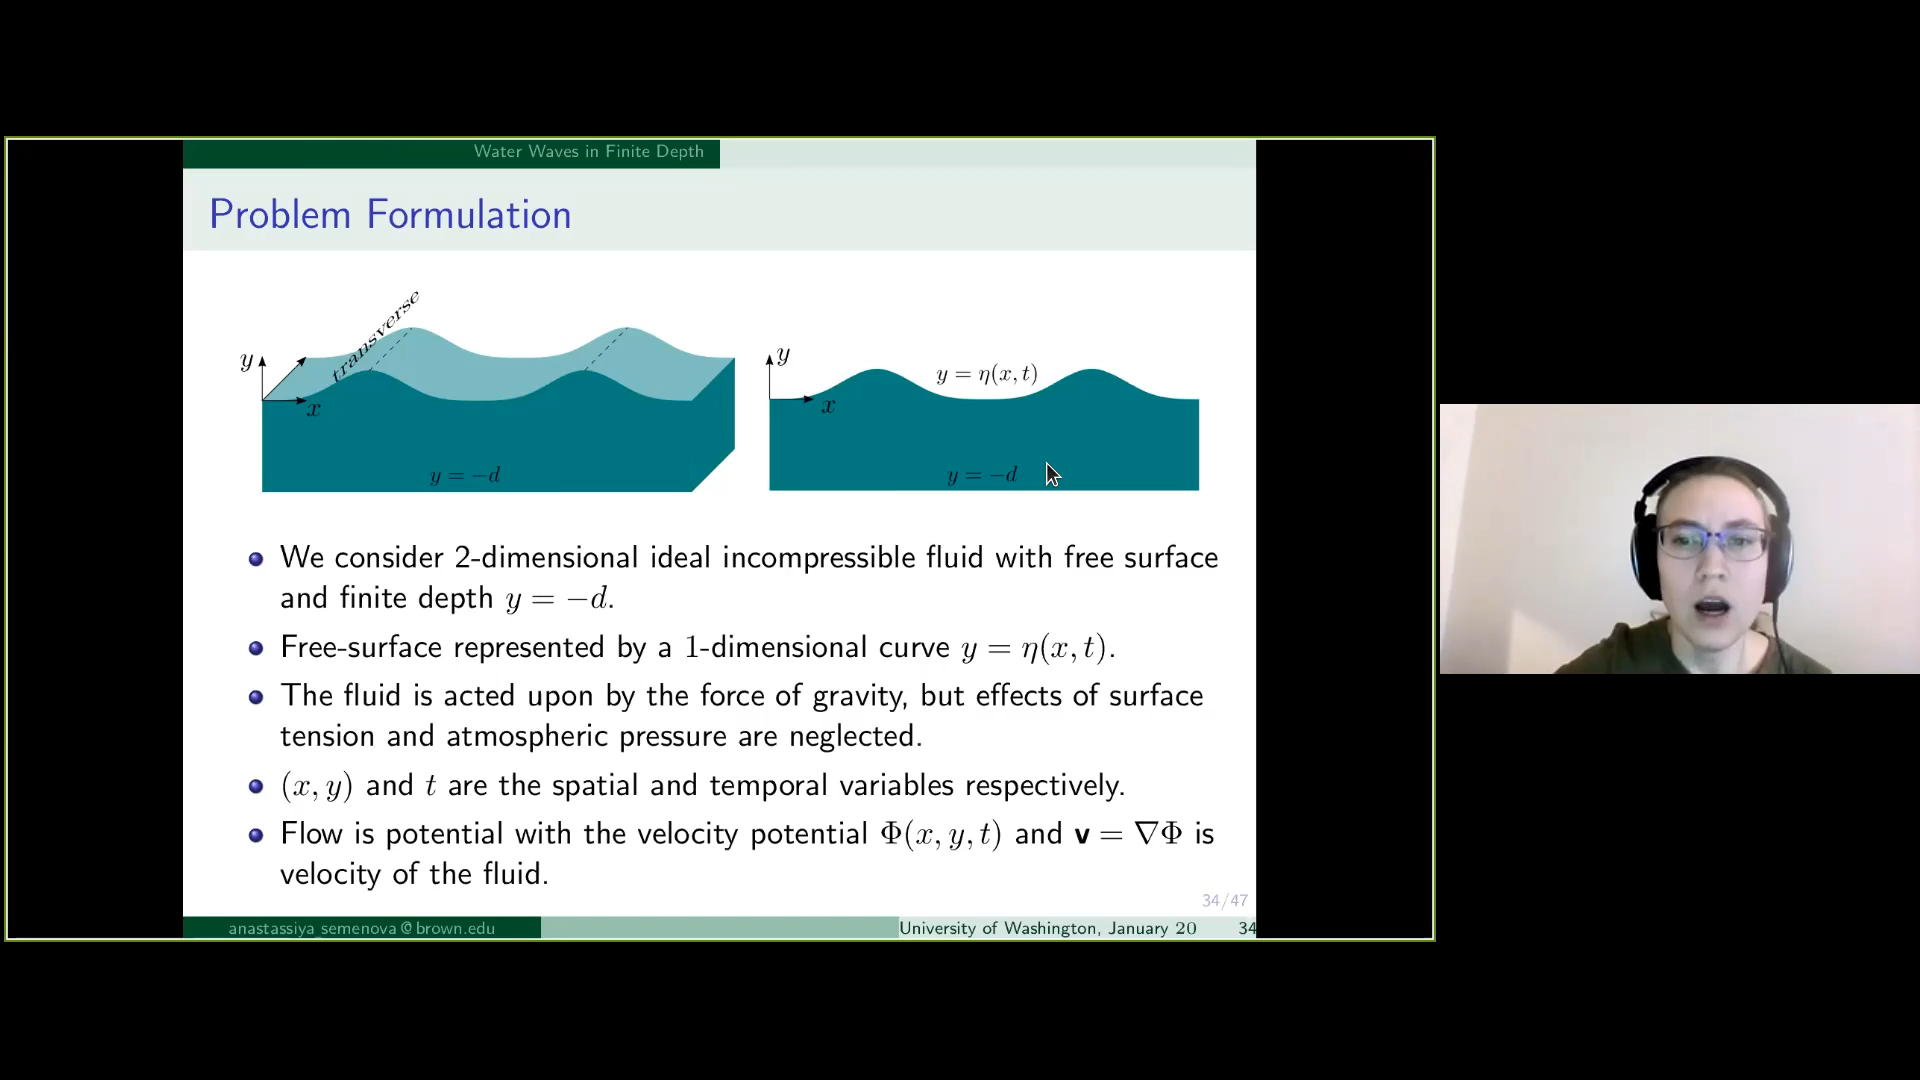 Water Waves in Finite Depth
Problem Formulation
transverse
y
x
y = −d
y
y = η(x, t)
x
y = −d
We consider 2-dimensional ideal incompressible fluid with free surface
and finite depth y = −d.
Free-surface represented by a 1-dimensional curve y = η(x, t).
The fluid is acted upon by the force of gravity, but effects of surface
tension and atmospheric pressure are neglected.
(x, y) and t are the spatial and temporal variables respectively.
Flow is potential with the velocity potential Φ(x, y, t) and v = ∇Φ is
velocity of the fluid.
34/47
anastassiya_semenova@brown.edu
University of Washington, January 20
34